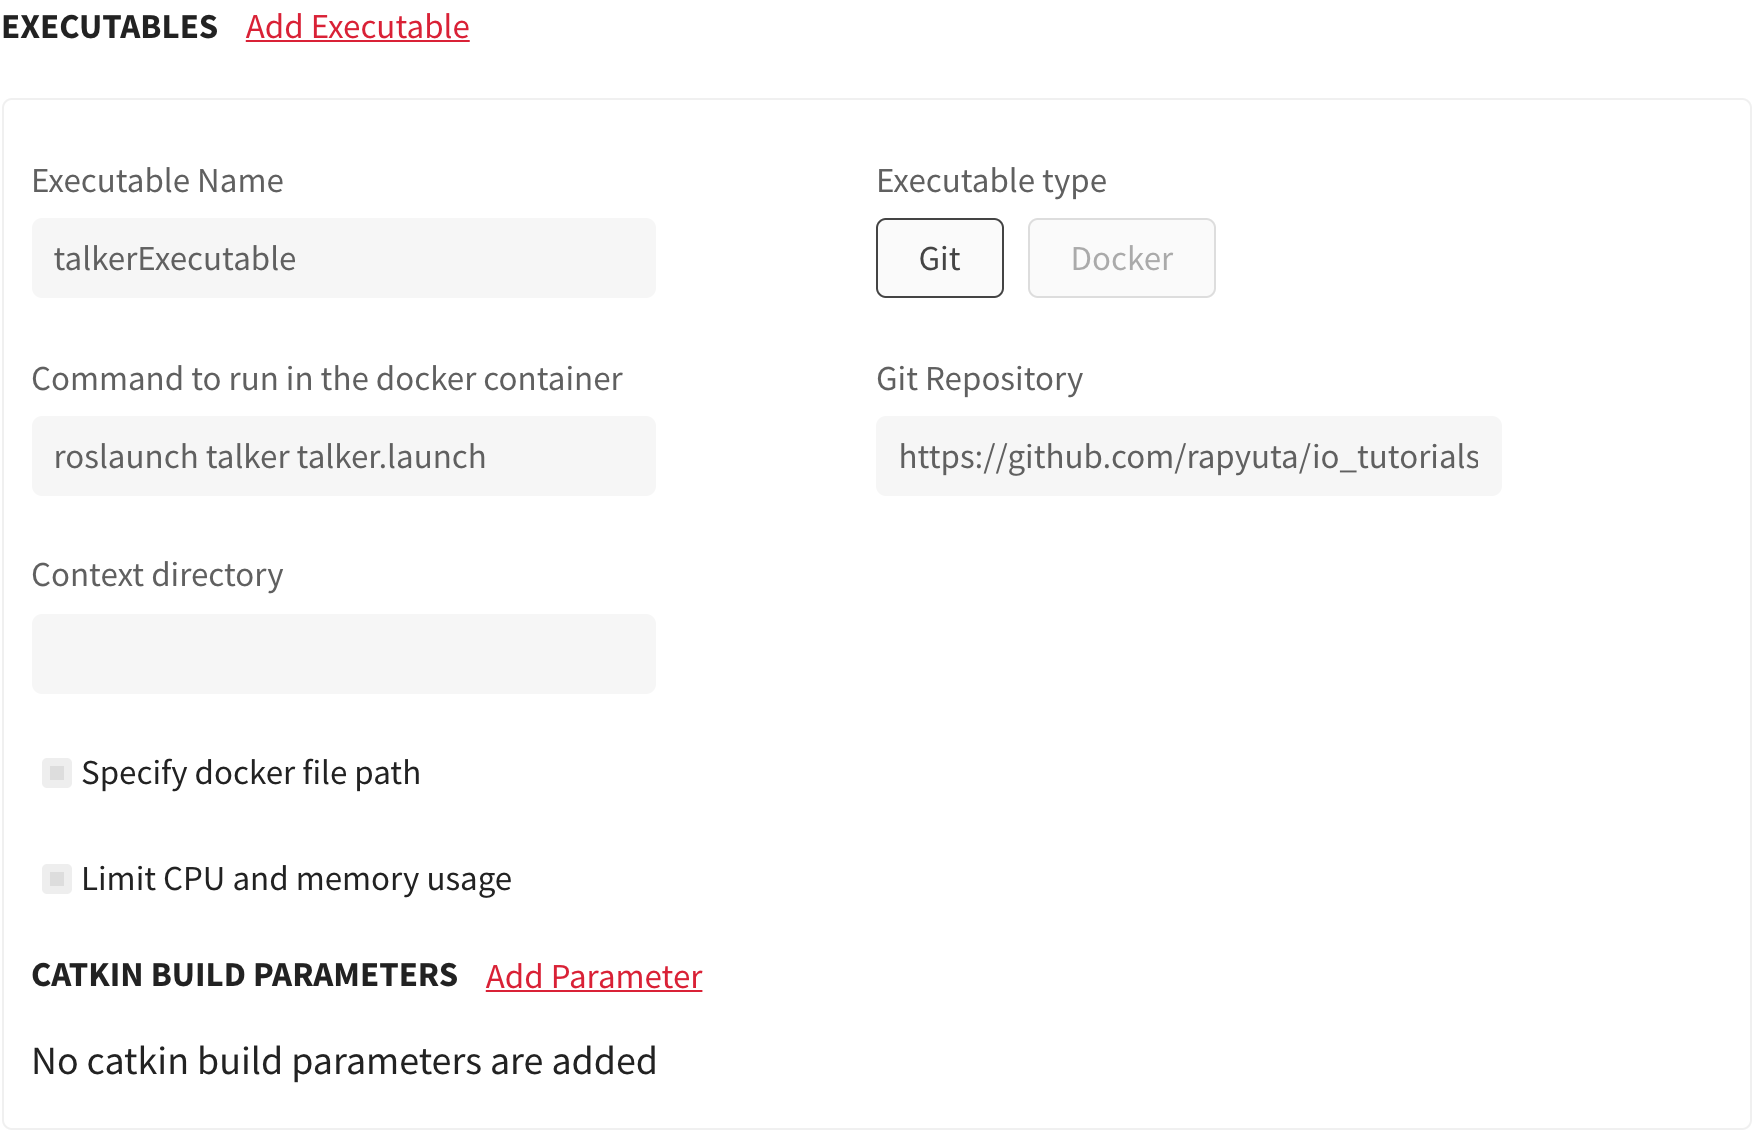 EXECUTABLES Add Executable
Executable Name
talkerExecutable
Executable type
Git Docker
Command to run in the docker container
roslaunch talker talker.launch
Git Repository
https://github.com/rapyuta/io_tutorials
Context directory
Specify docker file path
Limit CPU and memory usage
CATKIN BUILD PARAMETERS Add Parameter
No catkin build parameters are added